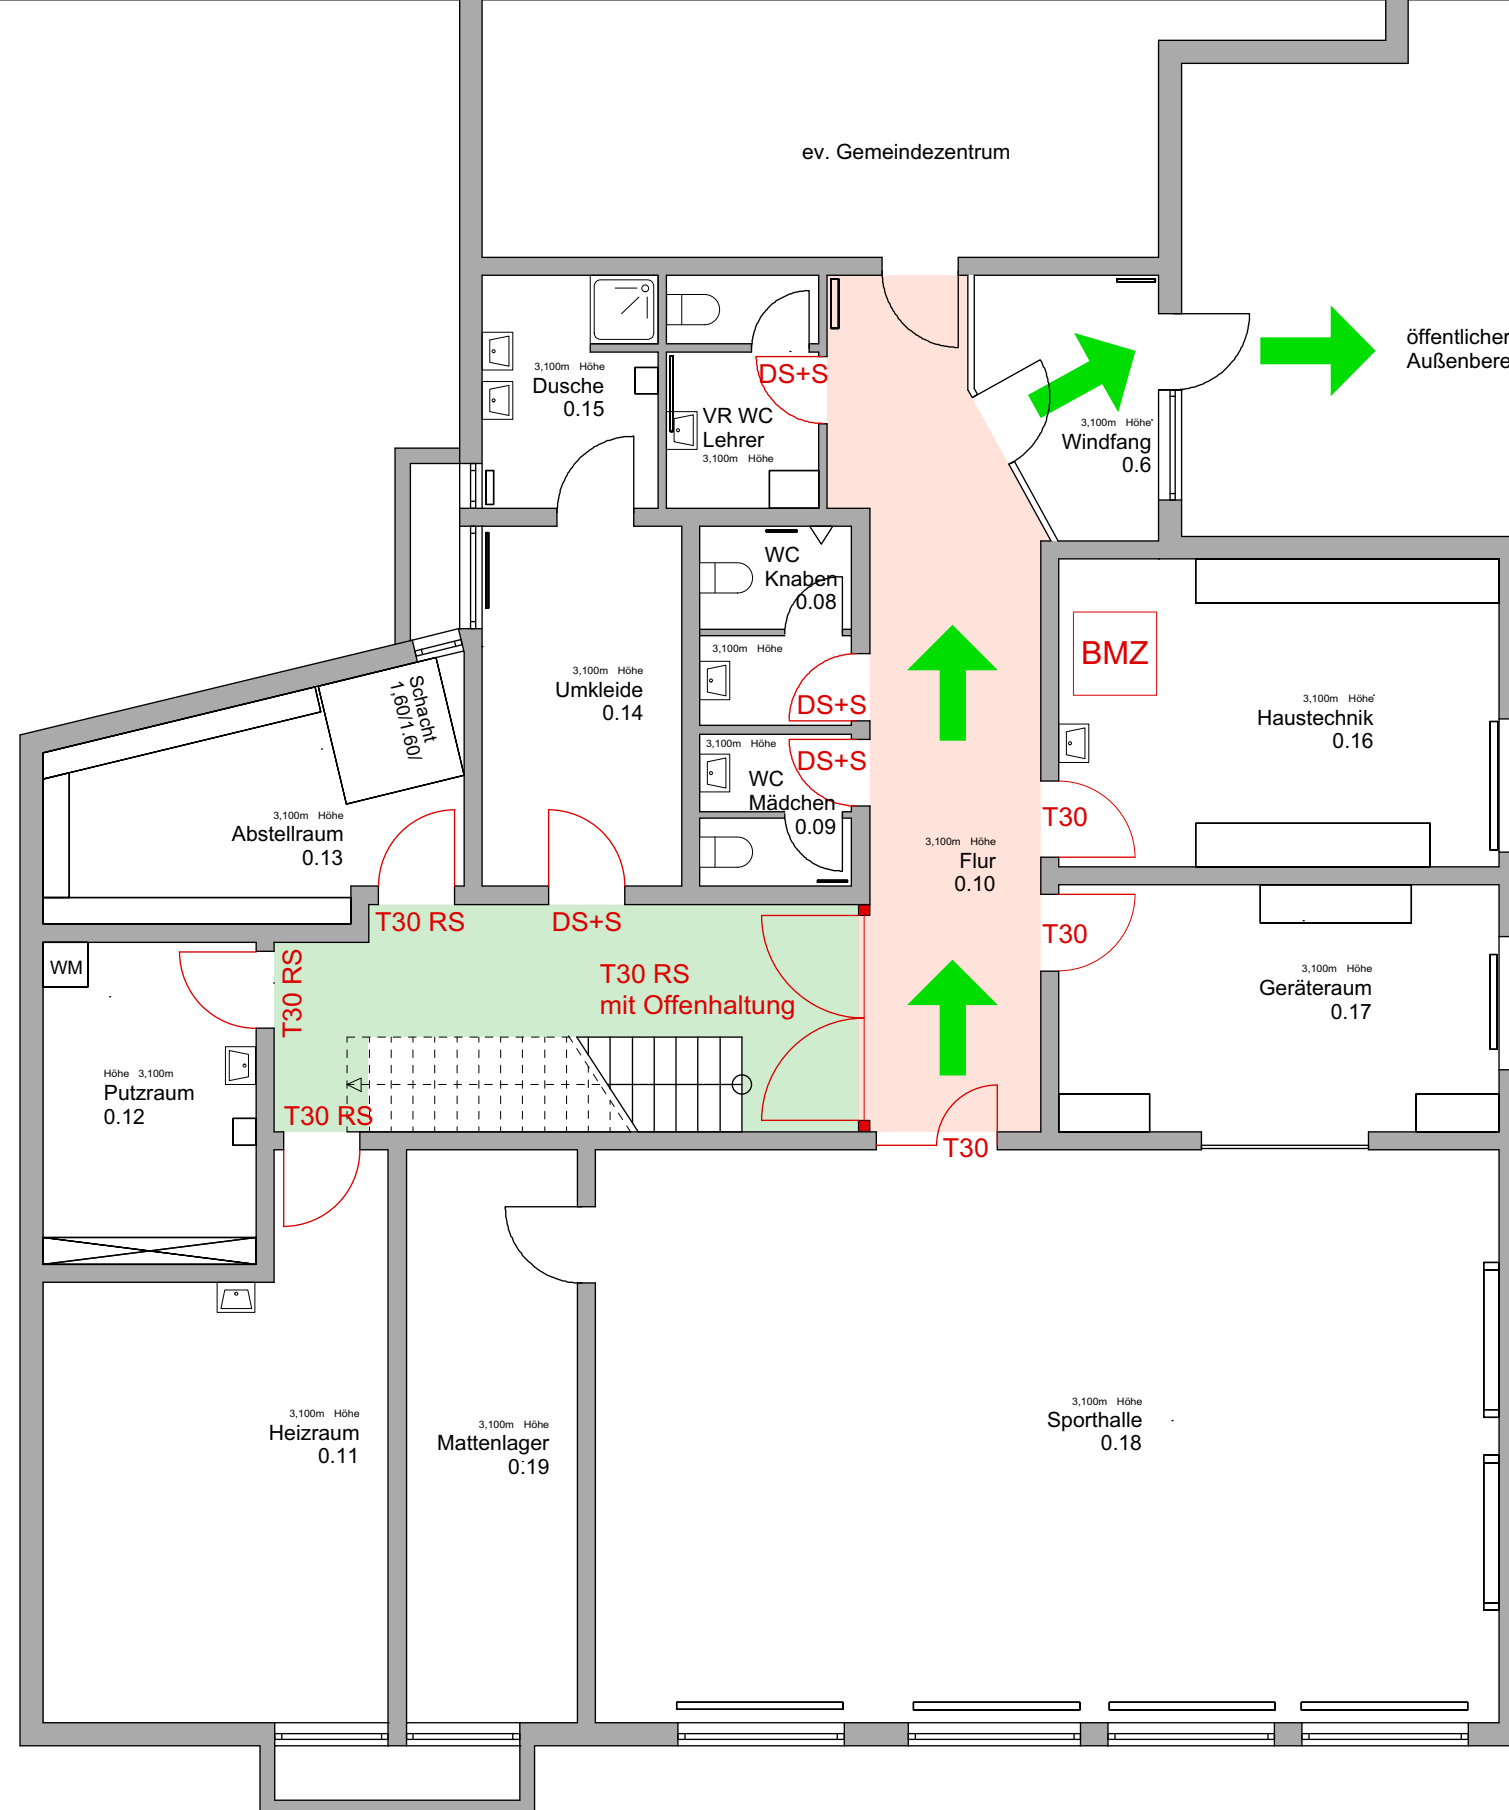 ev. Gemeindezentrum
öffentlicher
Außenbere
3,100m Höhe
Dusche
0.15
DS+S
VR WC
Lehrer
3,100m Höhe
3,100m Höhe
Windfang
0.6
WC
Knaben
0.08
3,100m Höhe
DS+S
3,100m Höhe
DS+S
WC
Mädchen
0.09
3,100m Höhe
Umkleide
0.14
Schacht
1,60/1.60/
3,100m Höhe
Abstellraum
0.13
BMZ
3,100m Höhe
Haustechnik
0.16
T30
3,100m Höhe
Flur
0.10
T30
T30 RS
DS+S
WM
T30 RS
T30 RS
mit Offenhaltung
3,100m Höhe
Geräteraum
0.17
Höhe 3,100m
Putzraum
0.12
T30 RS
T30
3,100m Höhe
Heizraum
0.11
3,100m Höhe
Mattenlager
0.19
3,100m Höhe
Sporthalle
0.18